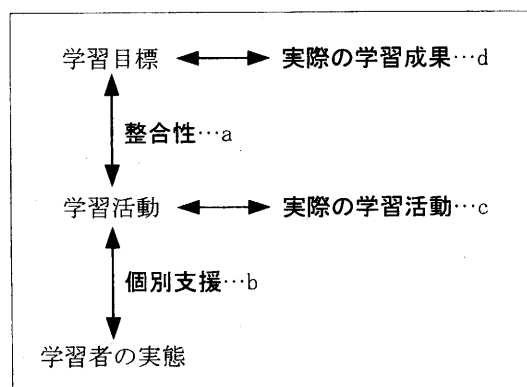 学習目標 実際の学習成果…d
整合性…a
学習活動 実際の学習活動…c
個別支援…b
学習者の実態